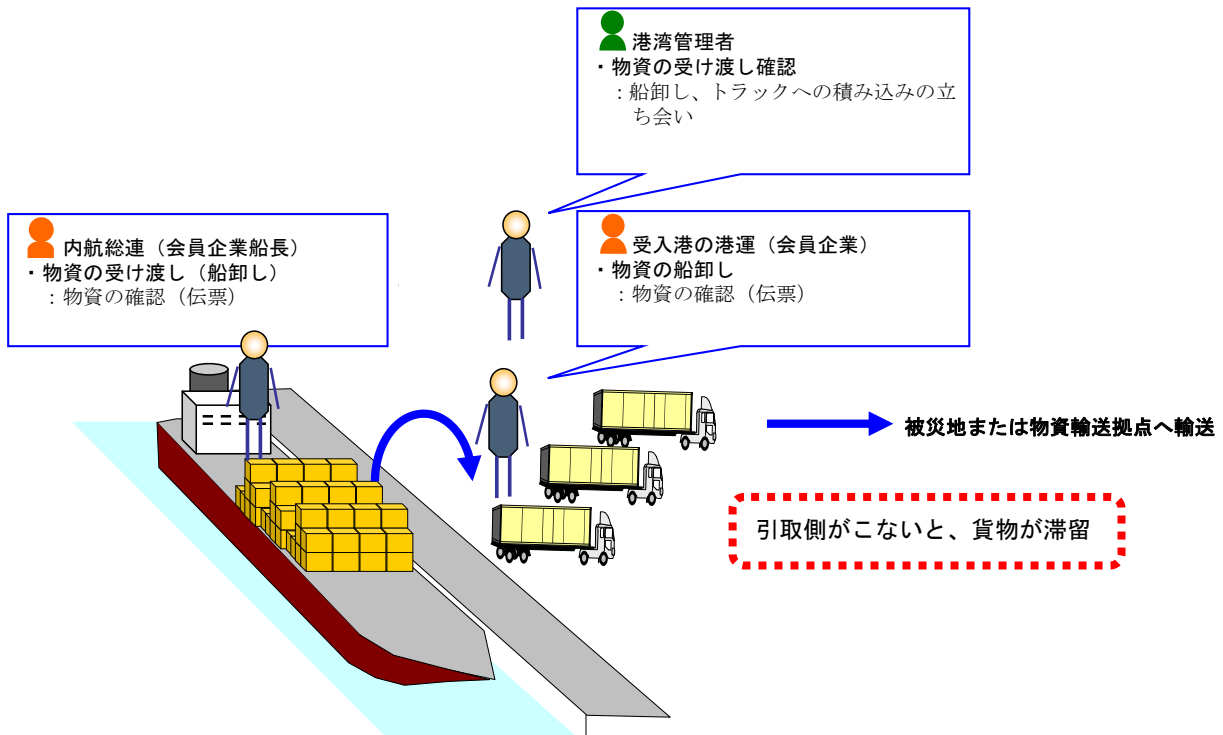 港湾管理者
・物資の受け渡し確認
：船卸し、トラックへの積み込みの立
ち会い
内航総連（会員企業船長）
・物資の受け渡し（船卸し）
：物資の確認（伝票）
受入港の港運（会員企業）
・物資の船卸し
：物資の確認（伝票）
被災地または物資輸送拠点へ輸送
引取側がこないと、貨物が滞留